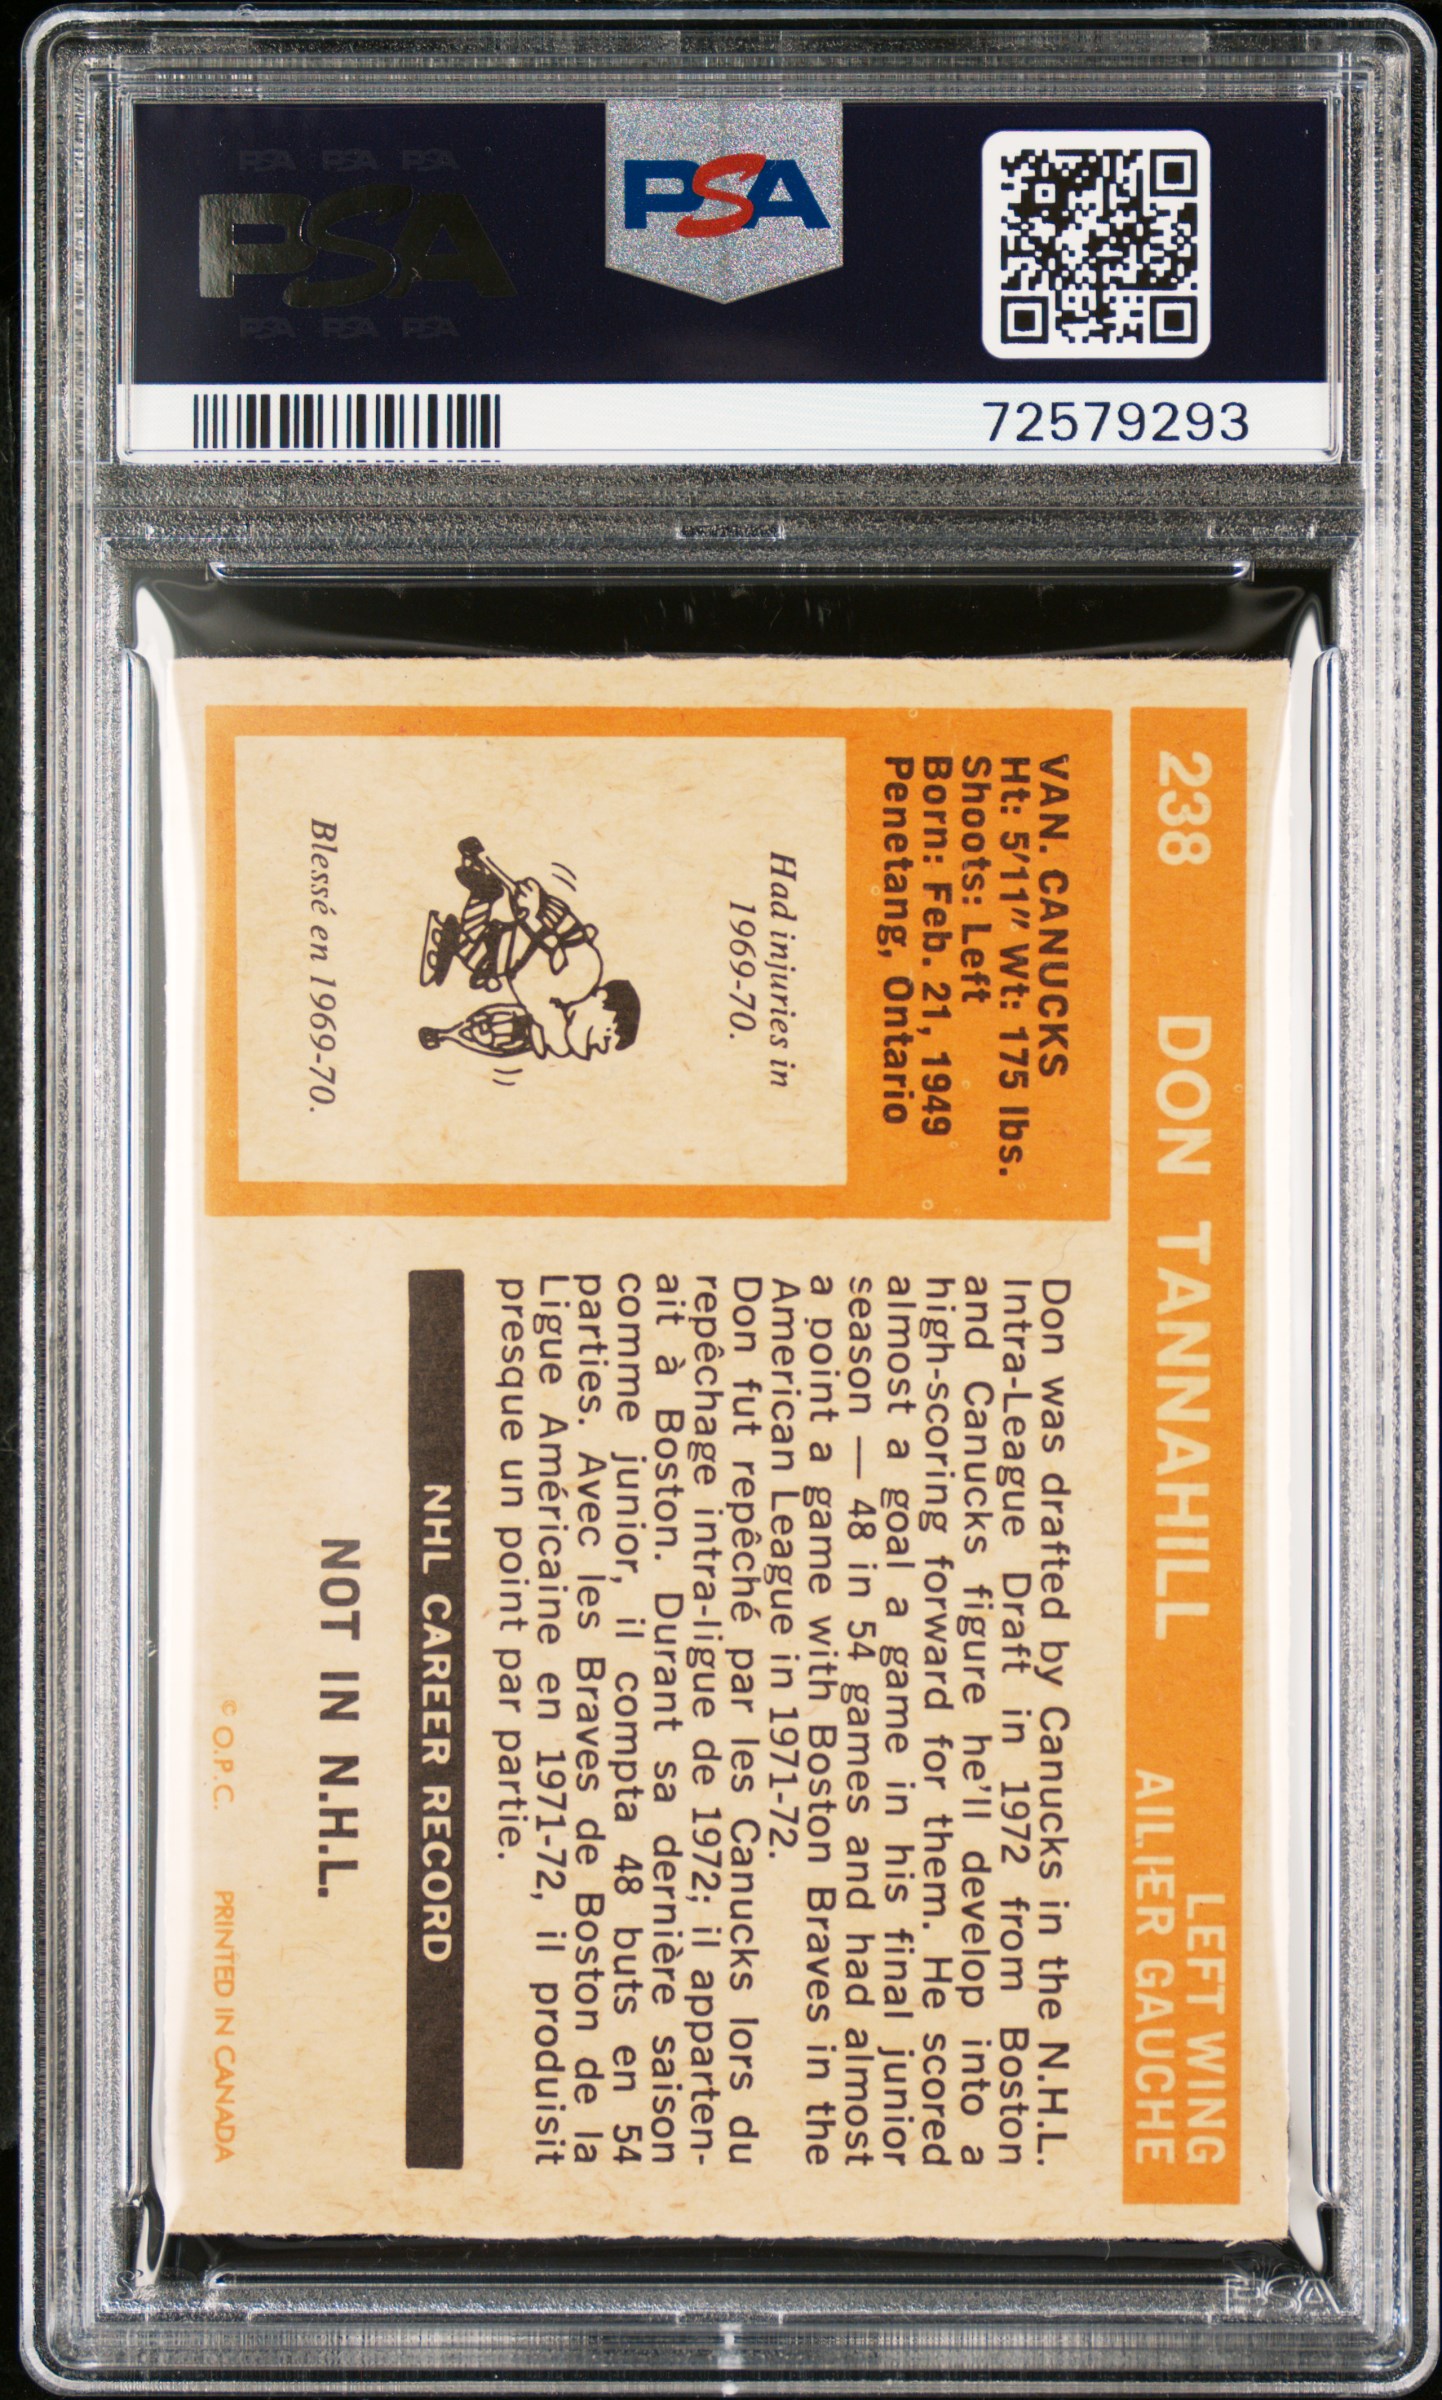 PSA PSA PSA
PSA
PSA PSA PSA
PSA
72579293
238 DON TANNAHILL LEFT WING
AILIER GAUCHE
VAN. CANUCKS
Ht: 5'11" Wt: 175 lbs.
Shoots: Left
Born: Feb. 21, 1949
Penetang, Ontario
Had injuries in
1969-70.
Blessé en 1969-70.
Don was drafted by Canucks in the N.H.L.
Intra-League Draft in 1972 from Boston
and Canucks figure he'll develop into a
high-scoring forward for them. He scored
almost a goal a game in his final junior
season — 48 in 54 games and had almost
a point a game with Boston Braves in the
American League in 1971-72.
Don fut repêché par les Canucks lors du
repêchage intra-ligue de 1972; il apparten-
ait à Boston. Durant sa dernière saison
comme junior, il compta 48 buts en 54
parties. Avec les Braves de Boston de la
Ligue Américaine en 1971-72, il produisit
presque un point par partie.
NHL CAREER RECORD
NOT IN N.H.L.
© O.P.C. PRINTED IN CANADA
PSA